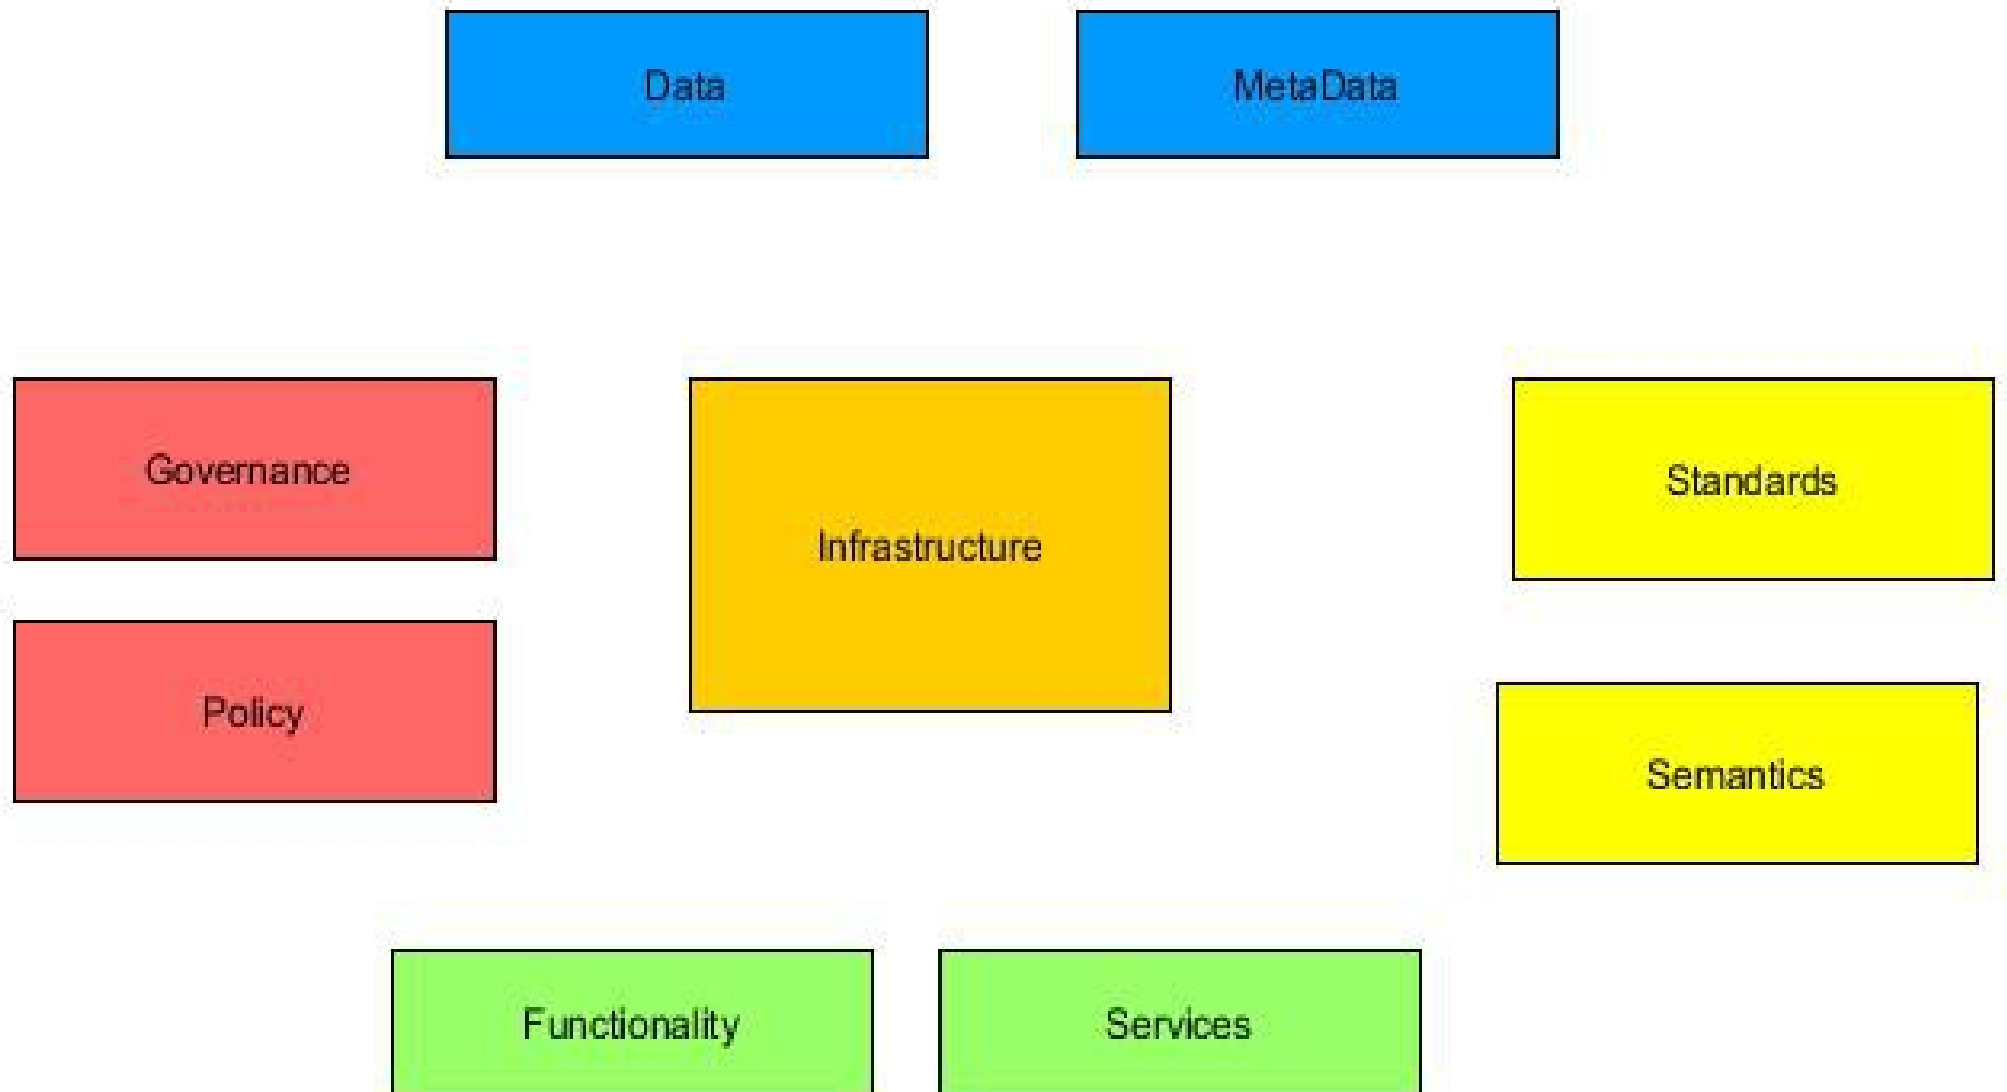 Data
MetaData
Governance
Infrastructure
Standards
Policy
Semantics
Functionality
Services